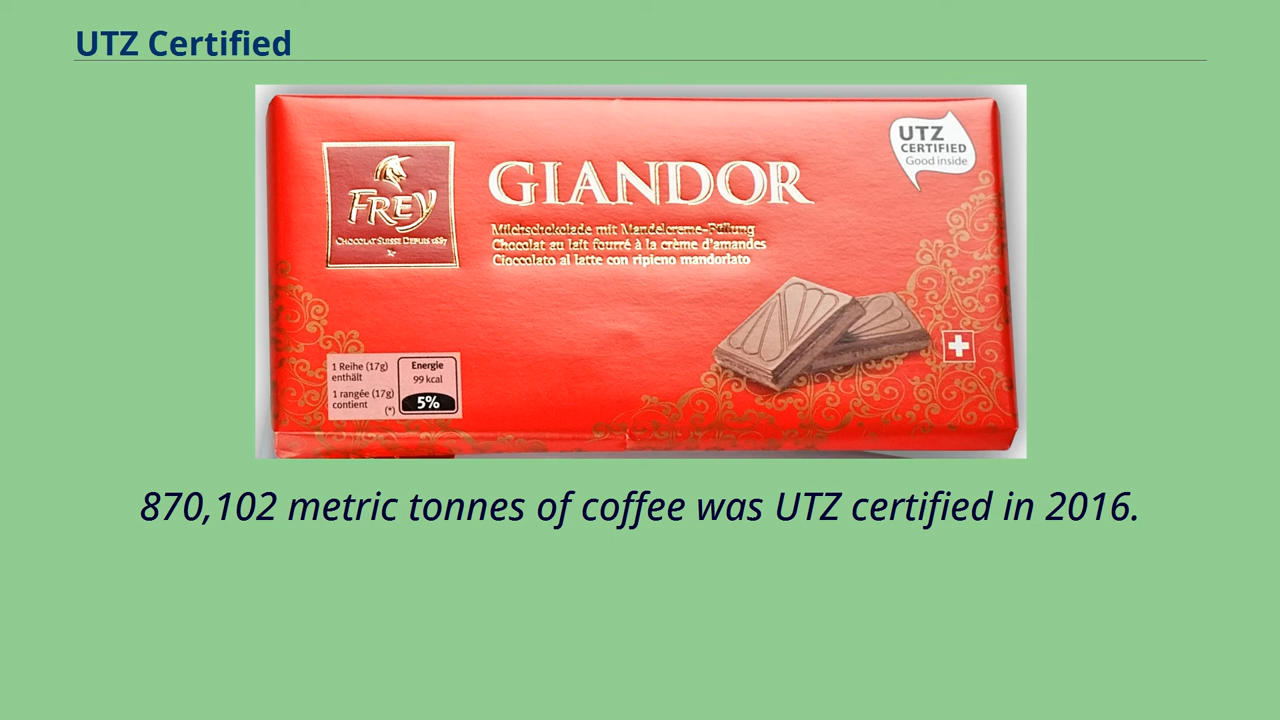 UTZ Certified
UTZ
CERTIFIED
Good inside
FREY
CHOCOLAT SUISSE DEPUIS 1887
GIANDOR
Milchschokolade mit Mandelcreme-Füllung
Chocolat au lait fourré à la crème d'amandes
Cioccolato al latte con ripieno mandorlato
1 Reihe (17g)
enthält
1 rangée (17g)
contient
(*)
Energie
99 kcal
5%
870,102 metric tonnes of coffee was UTZ certified in 2016.